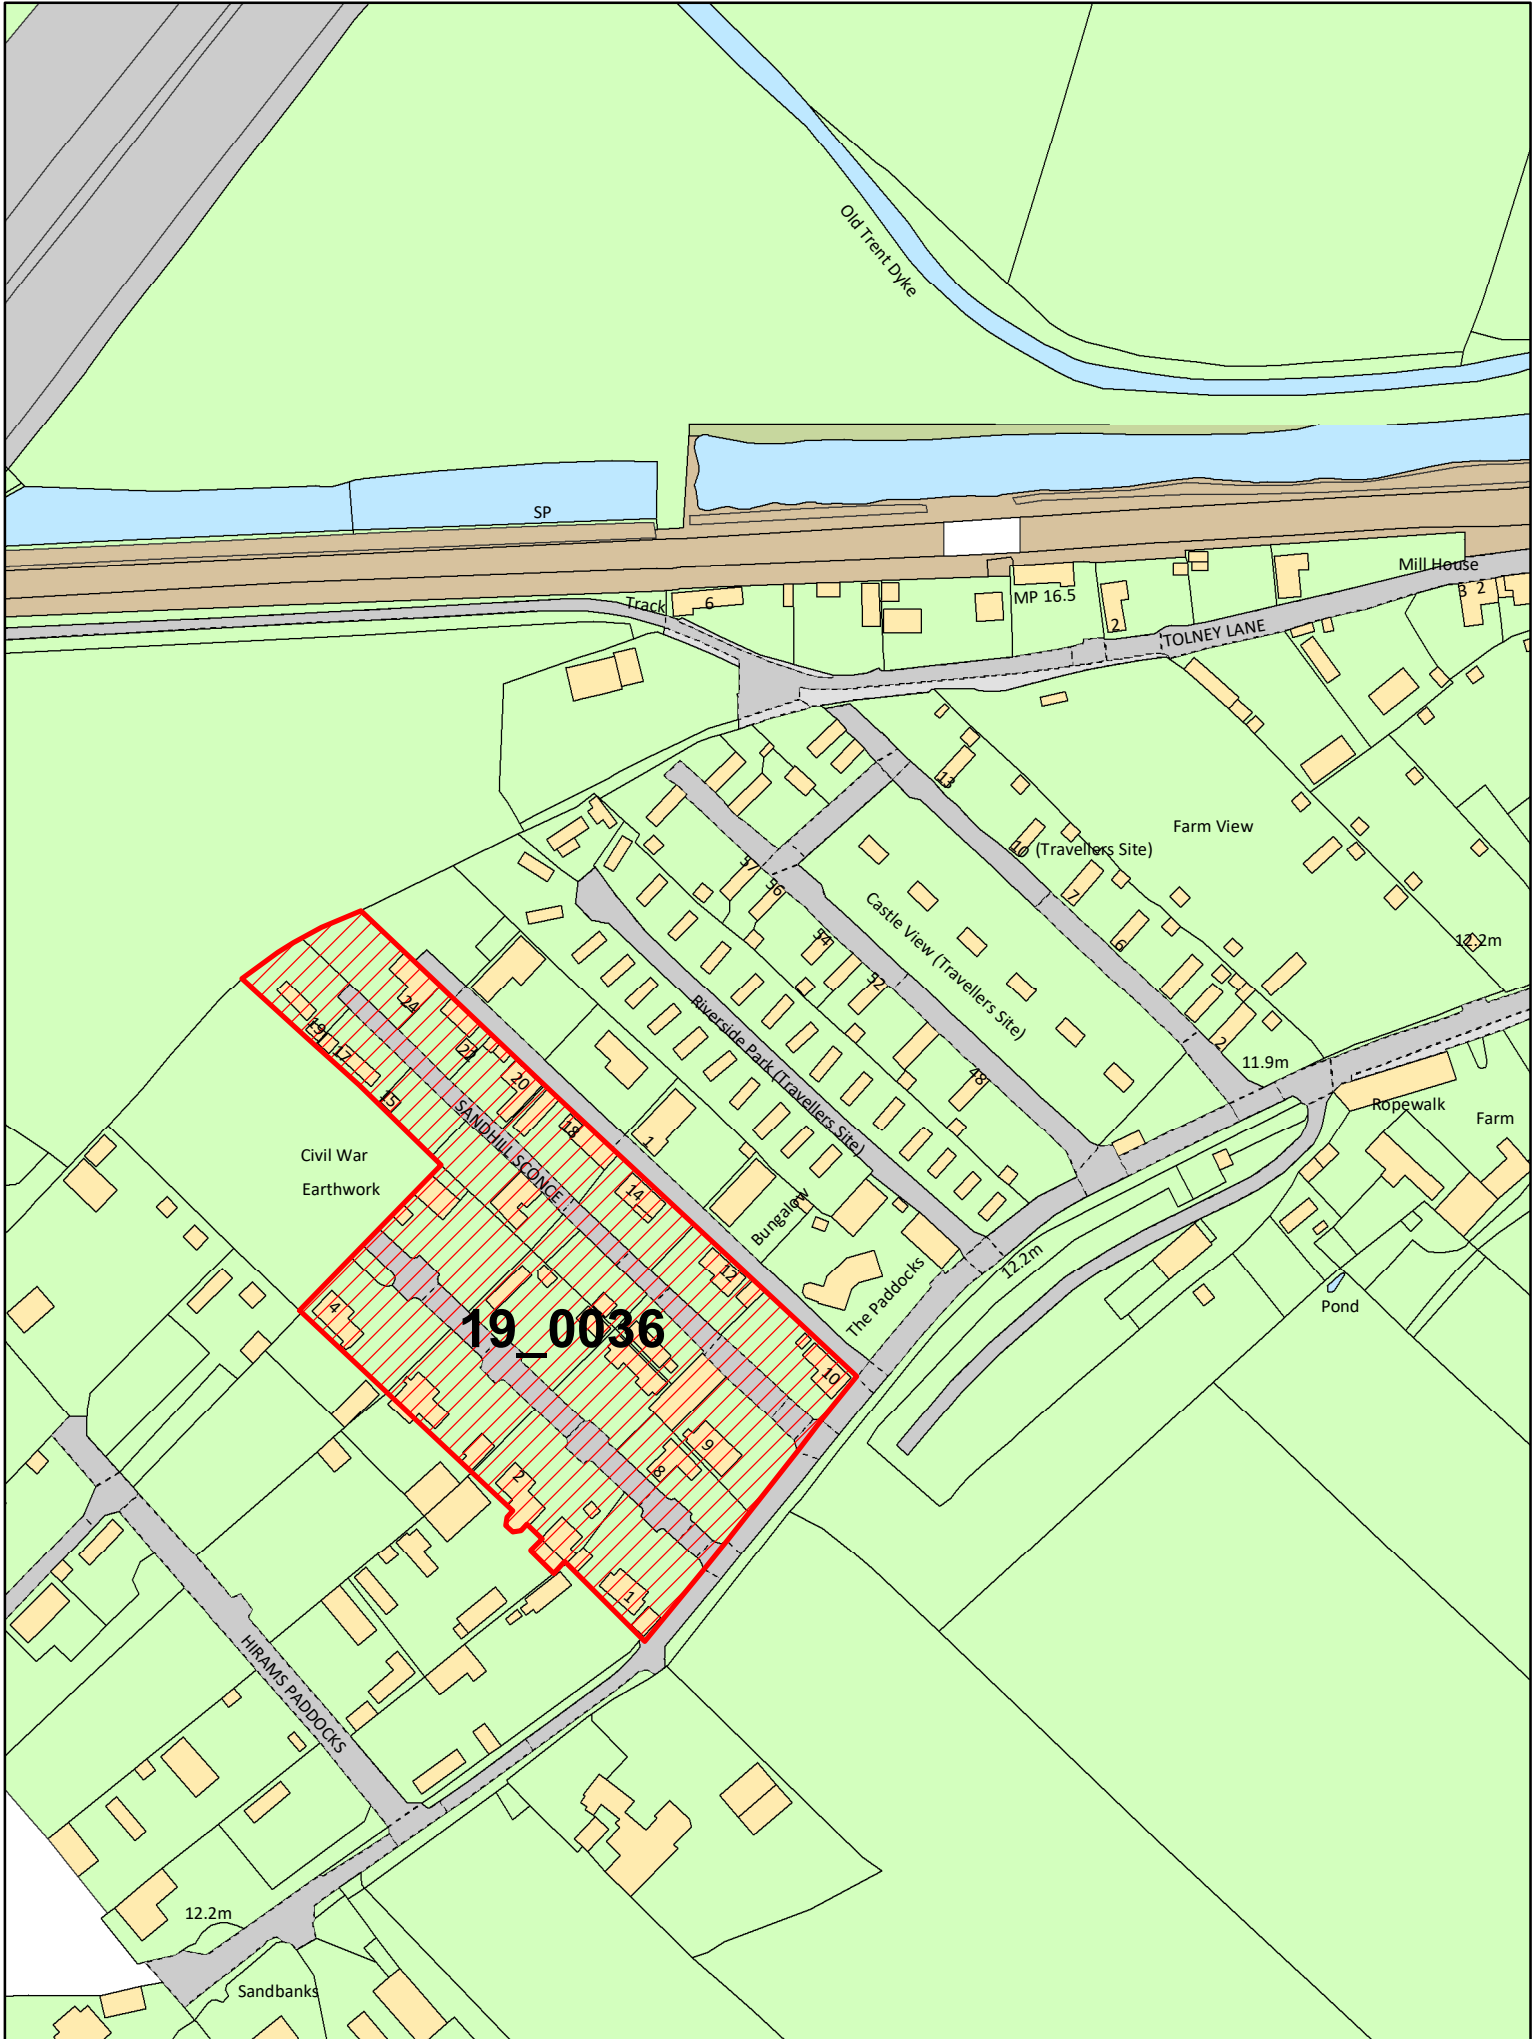 Old Trent Dyke
SP
Mill House
Track
6
MP 16.5
3
2
2
TOLNEY LANE
13
Farm View
10
(Travellers Site)
57
56
7
Castle View (Travellers Site)
54
6
12.2m
52
24
Riverside Park (Travellers Site)
19
17
21
2
11.9m
20
48
15
SANDHILL SCONCE
18
1
Ropewalk
Farm
Civil War
Earthwork
14
Bungalow
12
12.2m
The Paddocks
4
Pond
19_0036
10
9
8
2
1
HIRAMS PADDOCKS
12.2m
Sandbanks